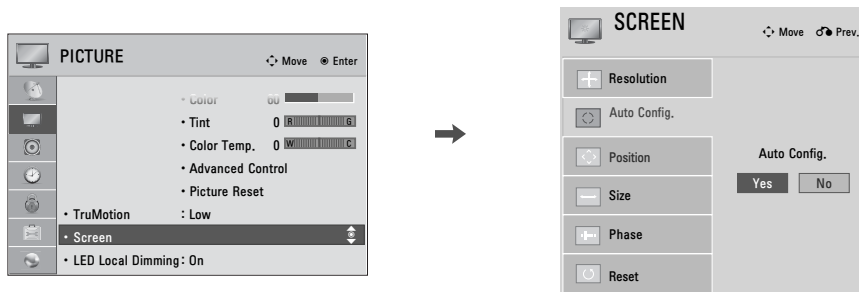 PICTURE
Move
Enter
• Color 60
• Tint 0 R G
• Color Temp. 0 W C
• Advanced Control
• Picture Reset
• TruMotion : Low
• Screen
• LED Local Dimming : On
SCREEN
Move
Prev.
Resolution
Auto Config.
Position
Size
Phase
Reset
Auto Config.
Yes No